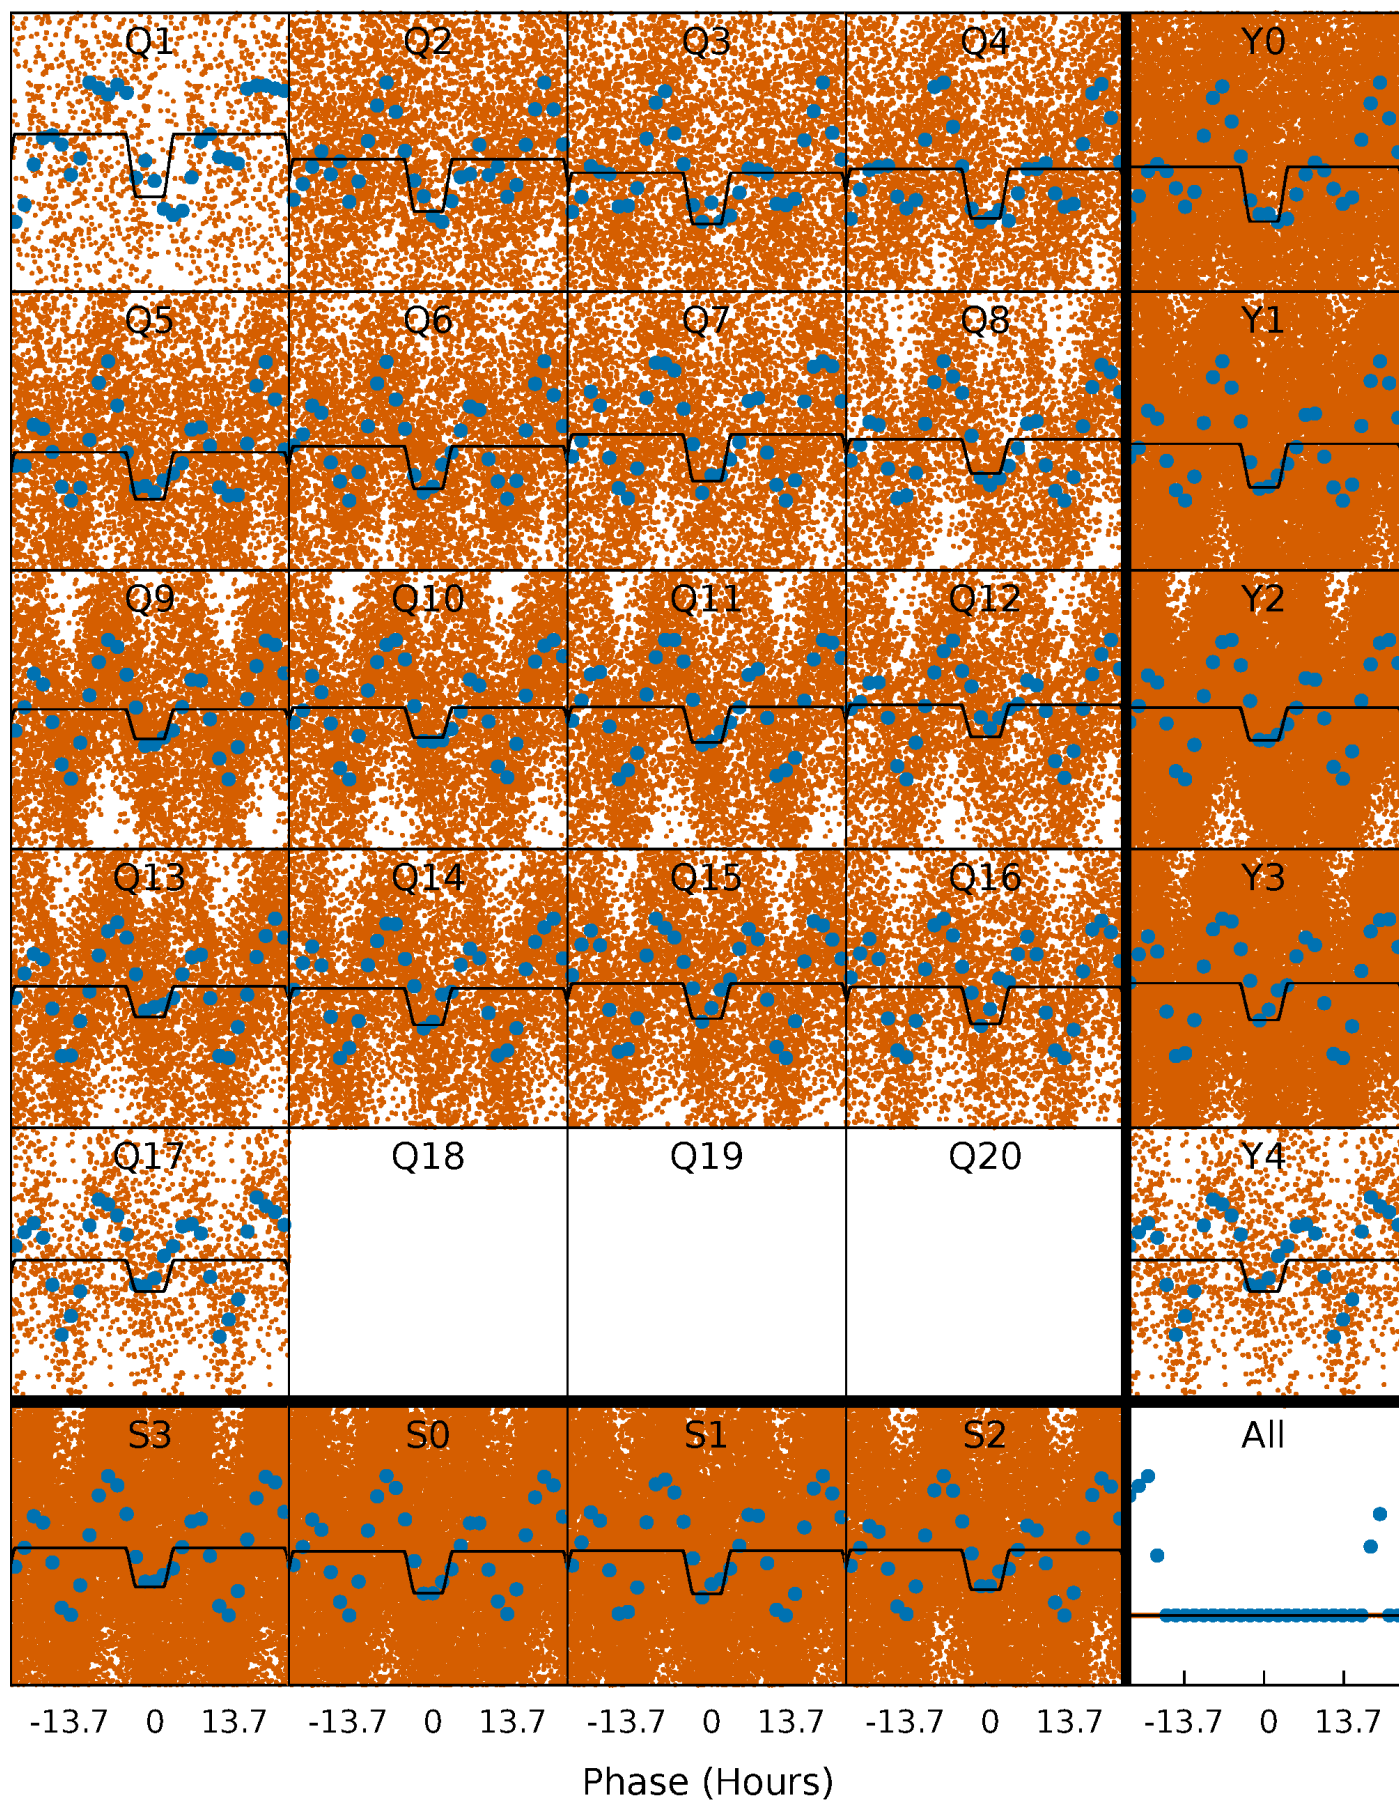 Q1 Q2 Q3 Q4 Y0
Q5 Q6 Q7 Q8 Y1
Q9 Q10 Q11 Q12 Y2
Q13 Q14 Q15 Q16 Y3
Q17 Q18 Q19 Q20 Y4
S3 S0 S1 S2 All
-13.7 0 13.7 -13.7 0 13.7 -13.7 0 13.7 -13.7 0 13.7 -13.7 0 13.7
Phase (Hours)